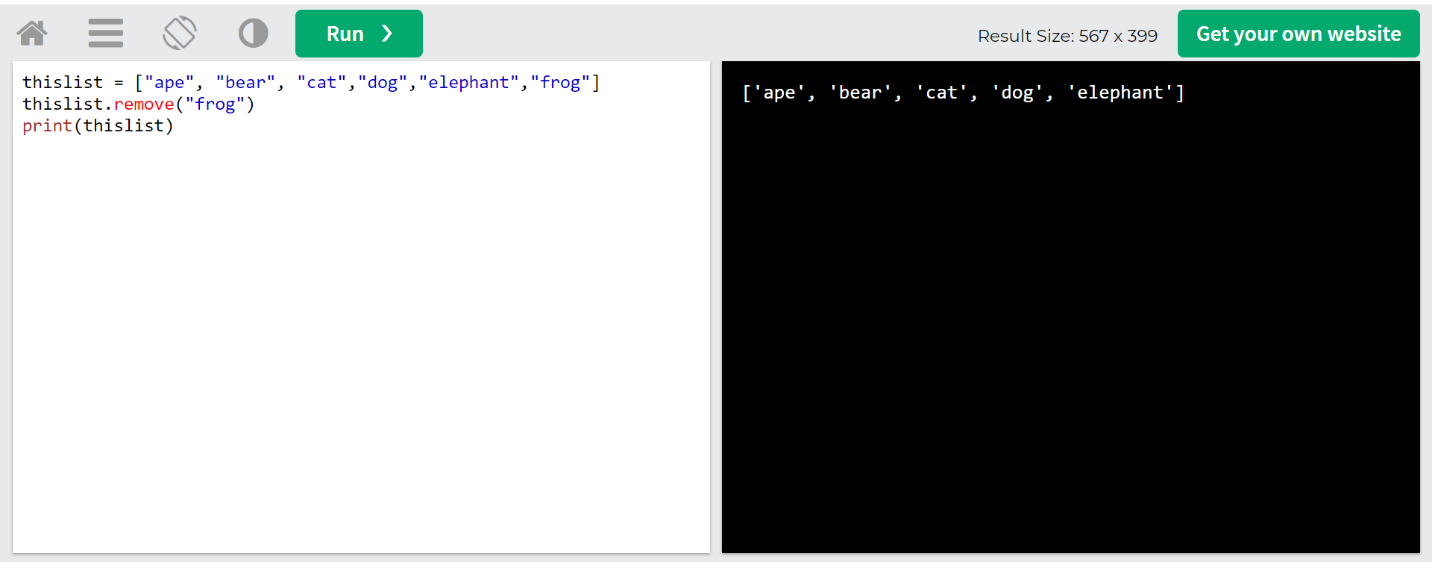 Run ❯
Result Size: 567 x 399
Get your own website
thislist = ["ape", "bear", "cat","dog","elephant","frog"]
thislist.remove("frog")
print(thislist)
['ape', 'bear', 'cat', 'dog', 'elephant']